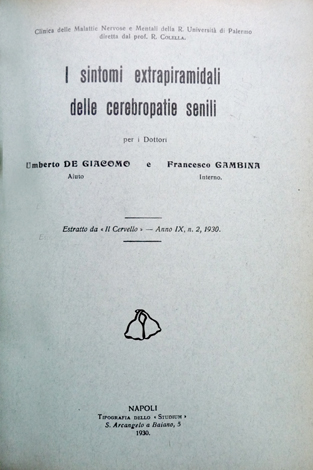 Clinica delle Malattie Nervose e Mentali della R. Università di Palermo
diretta dal prof. R. COLELLA.
I sintomi extrapiramidali
delle cerebropatie senili
per i Dottori
Umberto DE GIACOMO e Francesco GAMBINA
Aiuto Interno.
Estratto da « Il Cervello » — Anno IX, n. 2, 1930.
NAPOLI
TIPOGRAFIA DELLO « STUDIUM »
S. Arcangelo a Baiano, 5
1930.